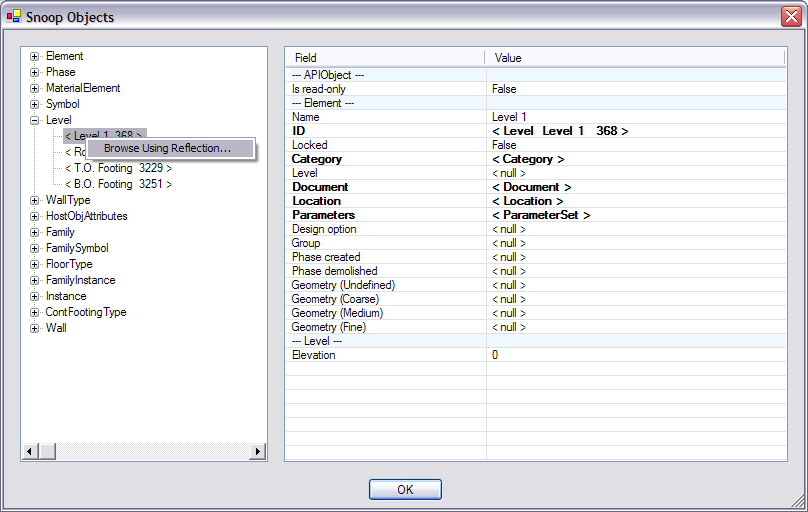 Snoop Objects
Element
Phase
MaterialElement
Symbol
Level
< Level 1 368 >
Browse Using Reflection...
< Ro
< T.O. Footing 3229 >
< B.O. Footing 3251 >
WallType
HostObjAttributes
Family
FamilySymbol
FloorType
FamilyInstance
Instance
ContFootingType
Wall
Field Value
--- APIObject ---
Is read-only False
--- Element ---
Name Level 1
ID < Level Level 1 368 >
Locked False
Category < Category >
Level < null >
Document < Document >
Location < Location >
Parameters < ParameterSet >
Design option < null >
Group < null >
Phase created < null >
Phase demolished < null >
Geometry (Undefined) < null >
Geometry (Coarse) < null >
Geometry (Medium) < null >
Geometry (Fine) < null >
--- Level ---
Elevation 0
OK